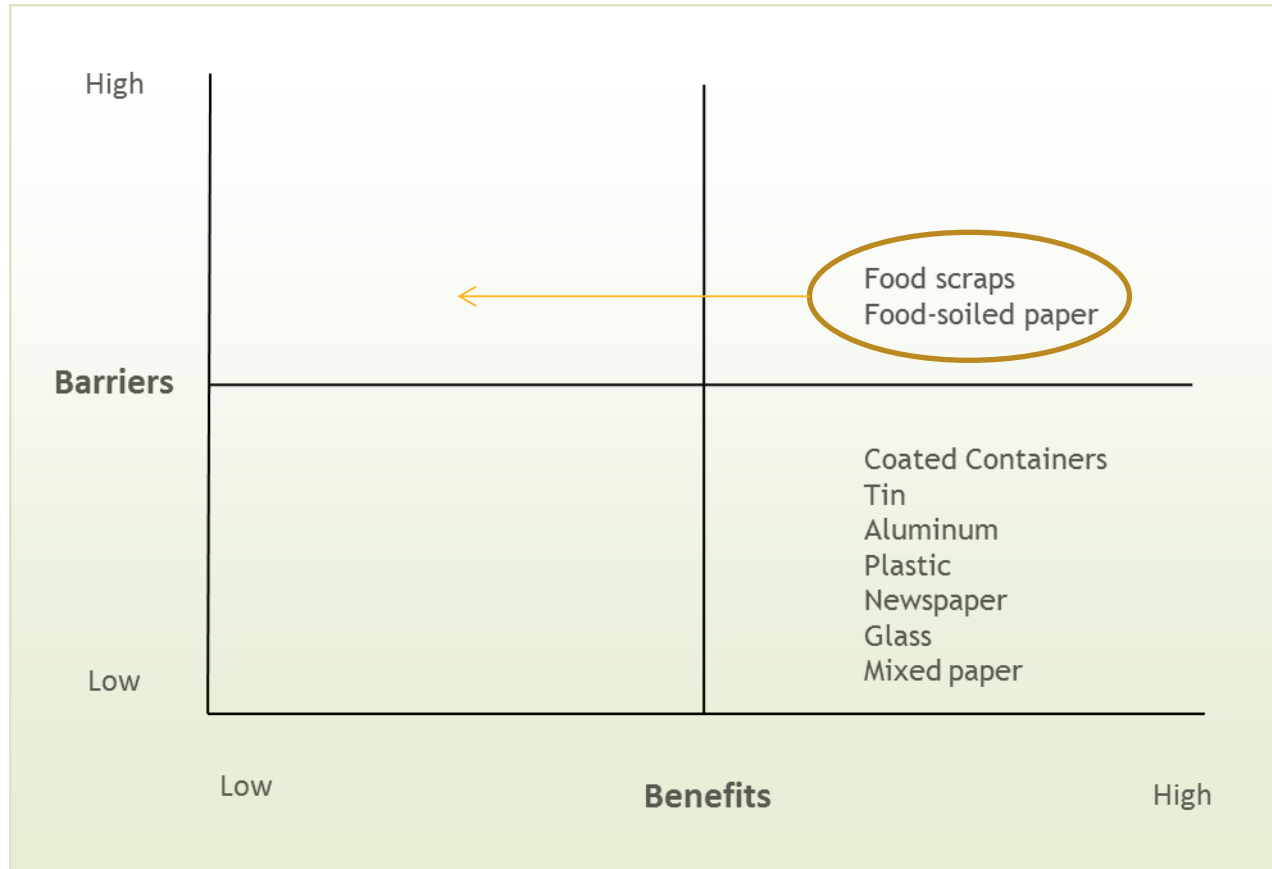 High
Food scraps
Food-soiled paper
Barriers
Coated Containers
Tin
Aluminum
Plastic
Newspaper
Glass
Mixed paper
Low
Low
Benefits
High